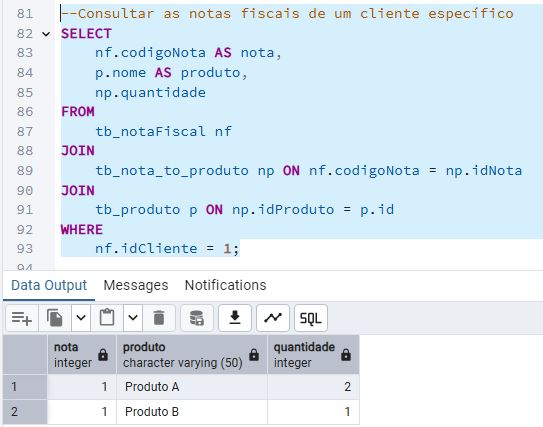 81 --Consultar as notas fiscais de um cliente específico
82 SELECT
83 nf.codigoNota AS nota,
84 p.nome AS produto,
85 np.quantidade
86 FROM
87 tb_notaFiscal nf
88 JOIN
89 tb_nota_to_produto np ON nf.codigoNota = np.idNota
90 JOIN
91 tb_produto p ON np.idProduto = p.id
92 WHERE
93 nf.idCliente = 1;
94
Data Output Messages Notifications
SQL
nota produto quantidade
integer character varying (50) integer
1 1 Produto A 2
2 1 Produto B 1